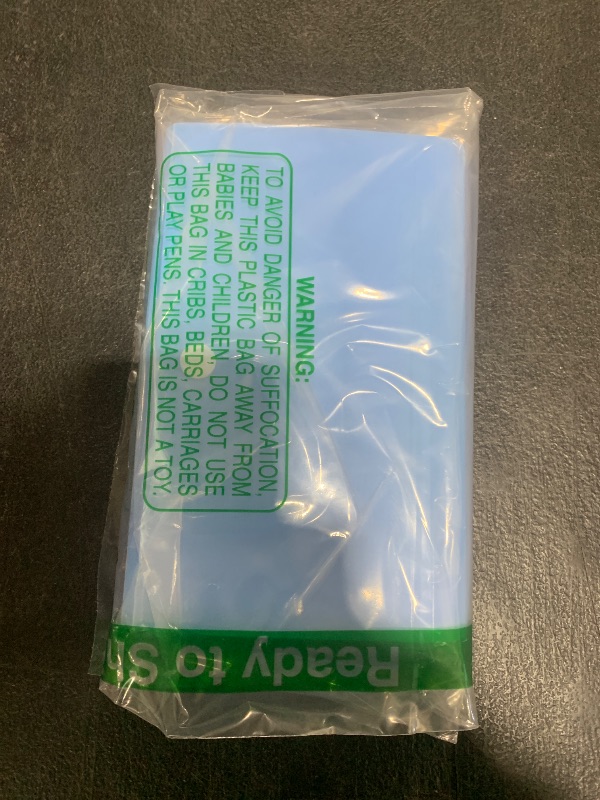 WARNING:
TO AVOID DANGER OF SUFFOCATION,
KEEP THIS PLASTIC BAG AWAY FROM
BABIES AND CHILDREN, DO NOT USE
THIS BAG IN CRIBS, BEDS, CARRIAGES
OR PLAY PENS. THIS BAG IS NOT A TOY.
Ready to Sh